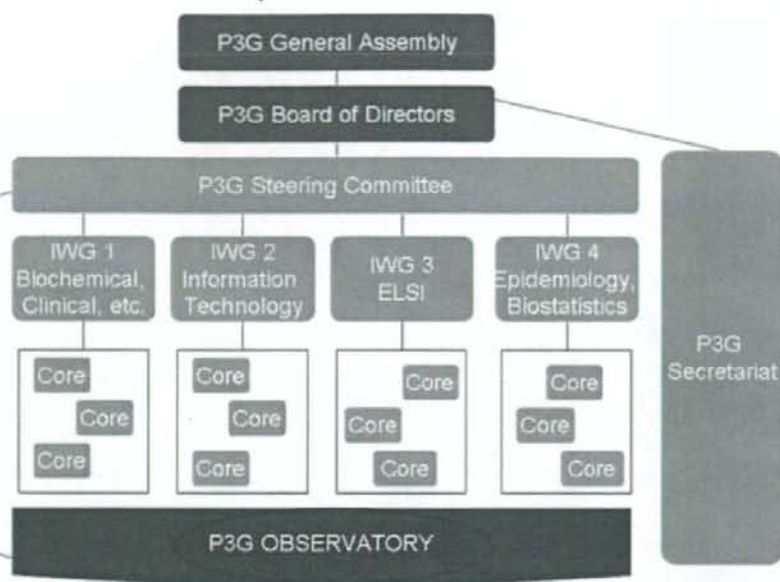 P3G General Assembly
P3G Board of Directors
P3G Steering Committee
IWG 1
Biochemical,
Clinical, etc.
IWG 2
Information
Technology
IWG 3
ELSI
IWG 4
Epidemiology,
Biostatistics
Core
Core
Core
Core
Core
Core
Core
Core
Core
Core
Core
Core
P3G OBSERVATORY
P3G
Secretariat